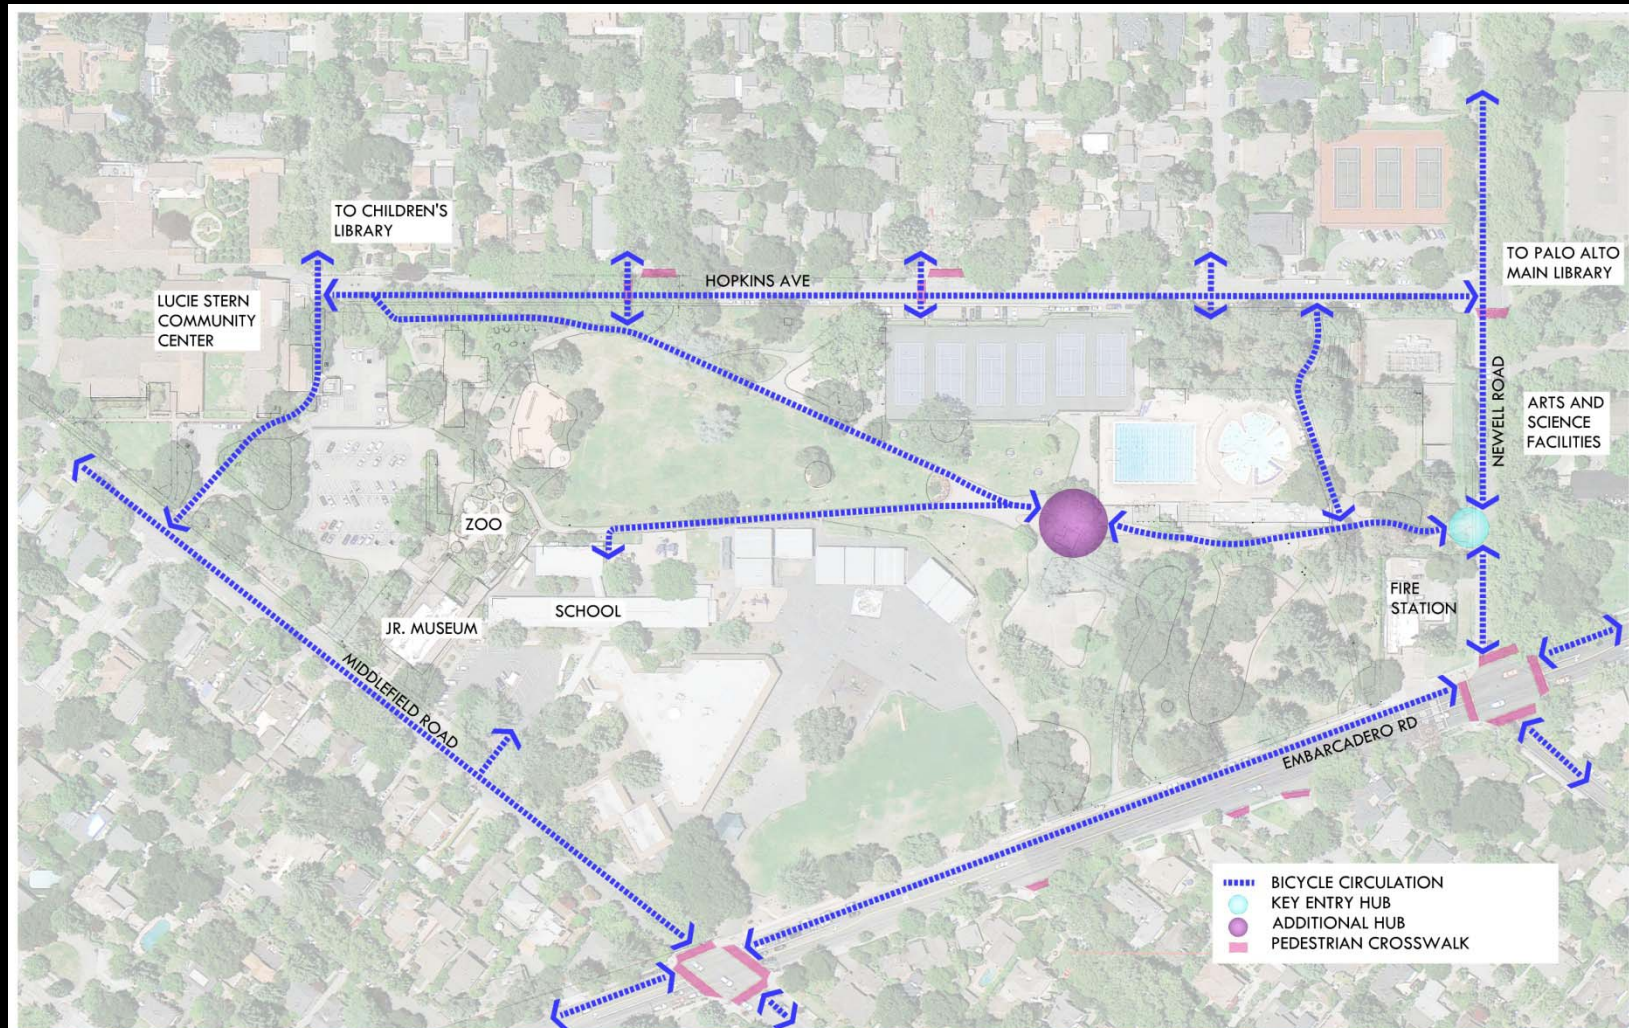 TO CHILDREN'S
LIBRARY
LUCIE STERN
COMMUNITY
CENTER
HOPKINS AVE
TO PALO ALTO
MAIN LIBRARY
NEWELL ROAD
ARTS AND
SCIENCE
FACILITIES
ZOO
SCHOOL
JR. MUSEUM
FIRE
STATION
MIDDLEFIELD ROAD
EMBARCADERO RD
BICYCLE CIRCULATION
KEY ENTRY HUB
ADDITIONAL HUB
PEDESTRIAN CROSSWALK